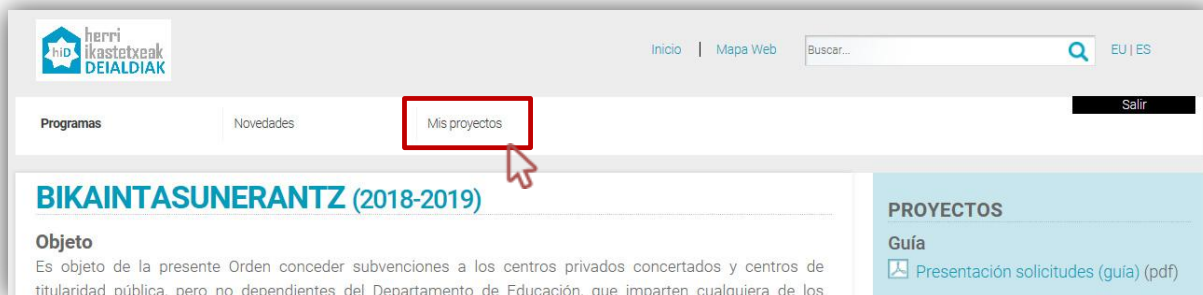 herri
hiD ikastetxeak
DEIALDIAK
Inicio | Mapa Web Buscar... EU | ES
Salir
Programas Novedades Mis proyectos
BIKAINTASUNERANTZ (2018-2019)
Objeto
Es objeto de la presente Orden conceder subvenciones a los centros privados concertados y centros de
titularidad pública, pero no dependientes del Departamento de Educación, que imparten cualquiera de los
PROYECTOS
Guía
Presentación solicitudes (guía) (pdf)